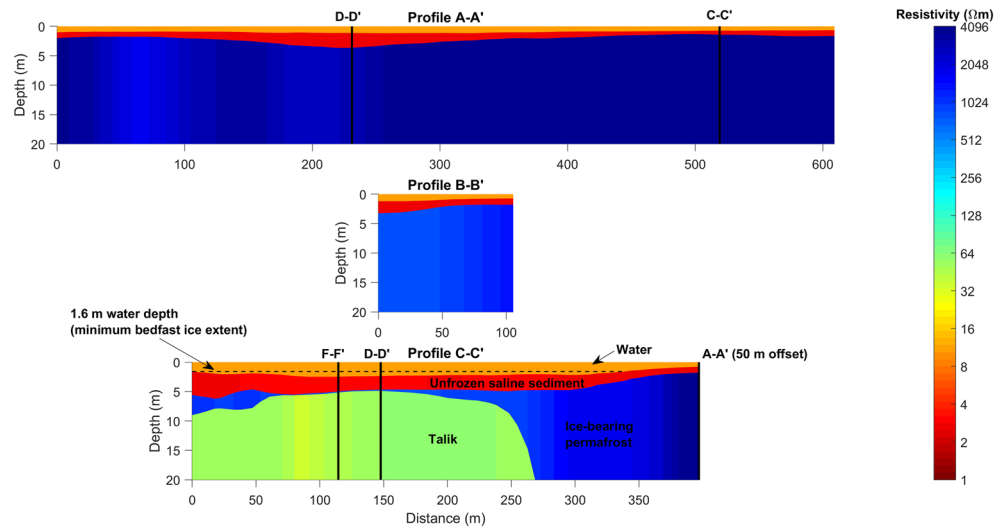 D-D' Profile A-A' C-C' Resistivity (Ωm)
0 4096
5 2048
10 1024
15 512
20 256
Depth (m)
0 100 200 300 400 500 600
128
64
32
16
8
4
2
1
Profile B-B'
0
5
10
15
20
Depth (m)
0 50 100
1.6 m water depth
(minimum bedfast ice extent)
F-F' D-D' Profile C-C' Water A-A' (50 m offset)
0
5
10
15
20
Depth (m)
Unfrozen saline sediment
Talik
Ice-bearing
permafrost
0 50 100 150 200 250 300 350
Distance (m)